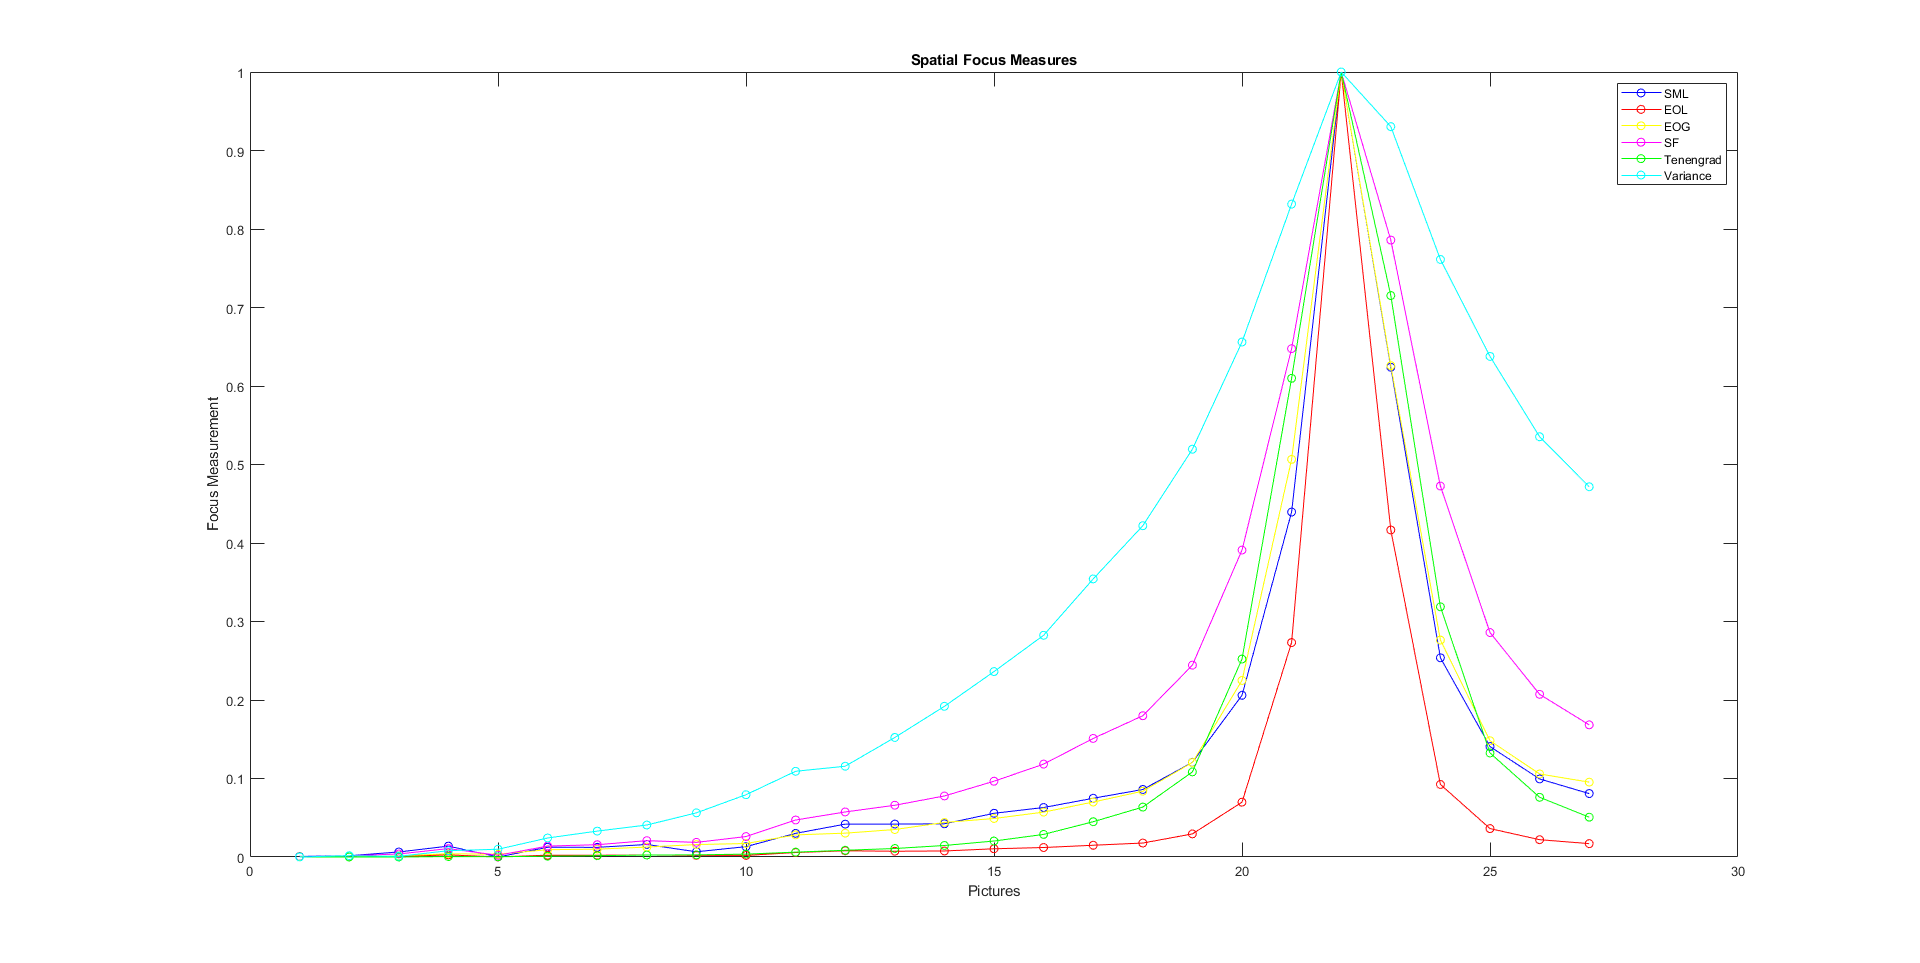 Spatial Focus Measures
1
0.9
0.8
0.7
0.6
0.5
0.4
0.3
0.2
0.1
0
Focus Measurement
SML
EOL
EOG
SF
Tenengrad
Variance
0 5 10 15 20 25 30
Pictures